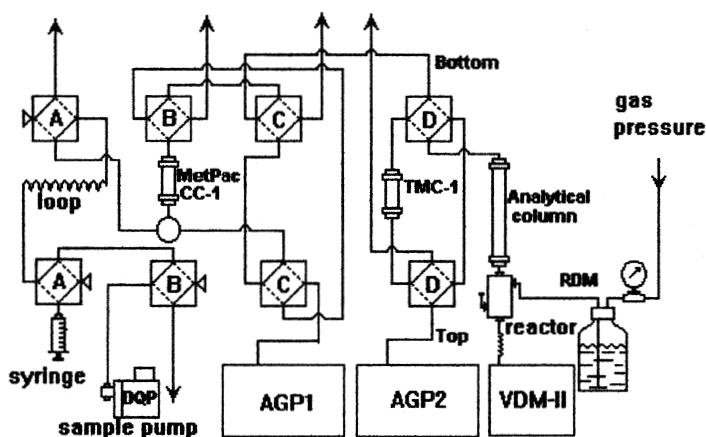 Bottom
A
B
C
D
gas
pressure
MetPac
CC-1
TMC-1
loop
Analytical
column
A
B
C
D
RDM
reactor
Top
syringe
DQP
sample pump
AGP1
AGP2
VDM-II